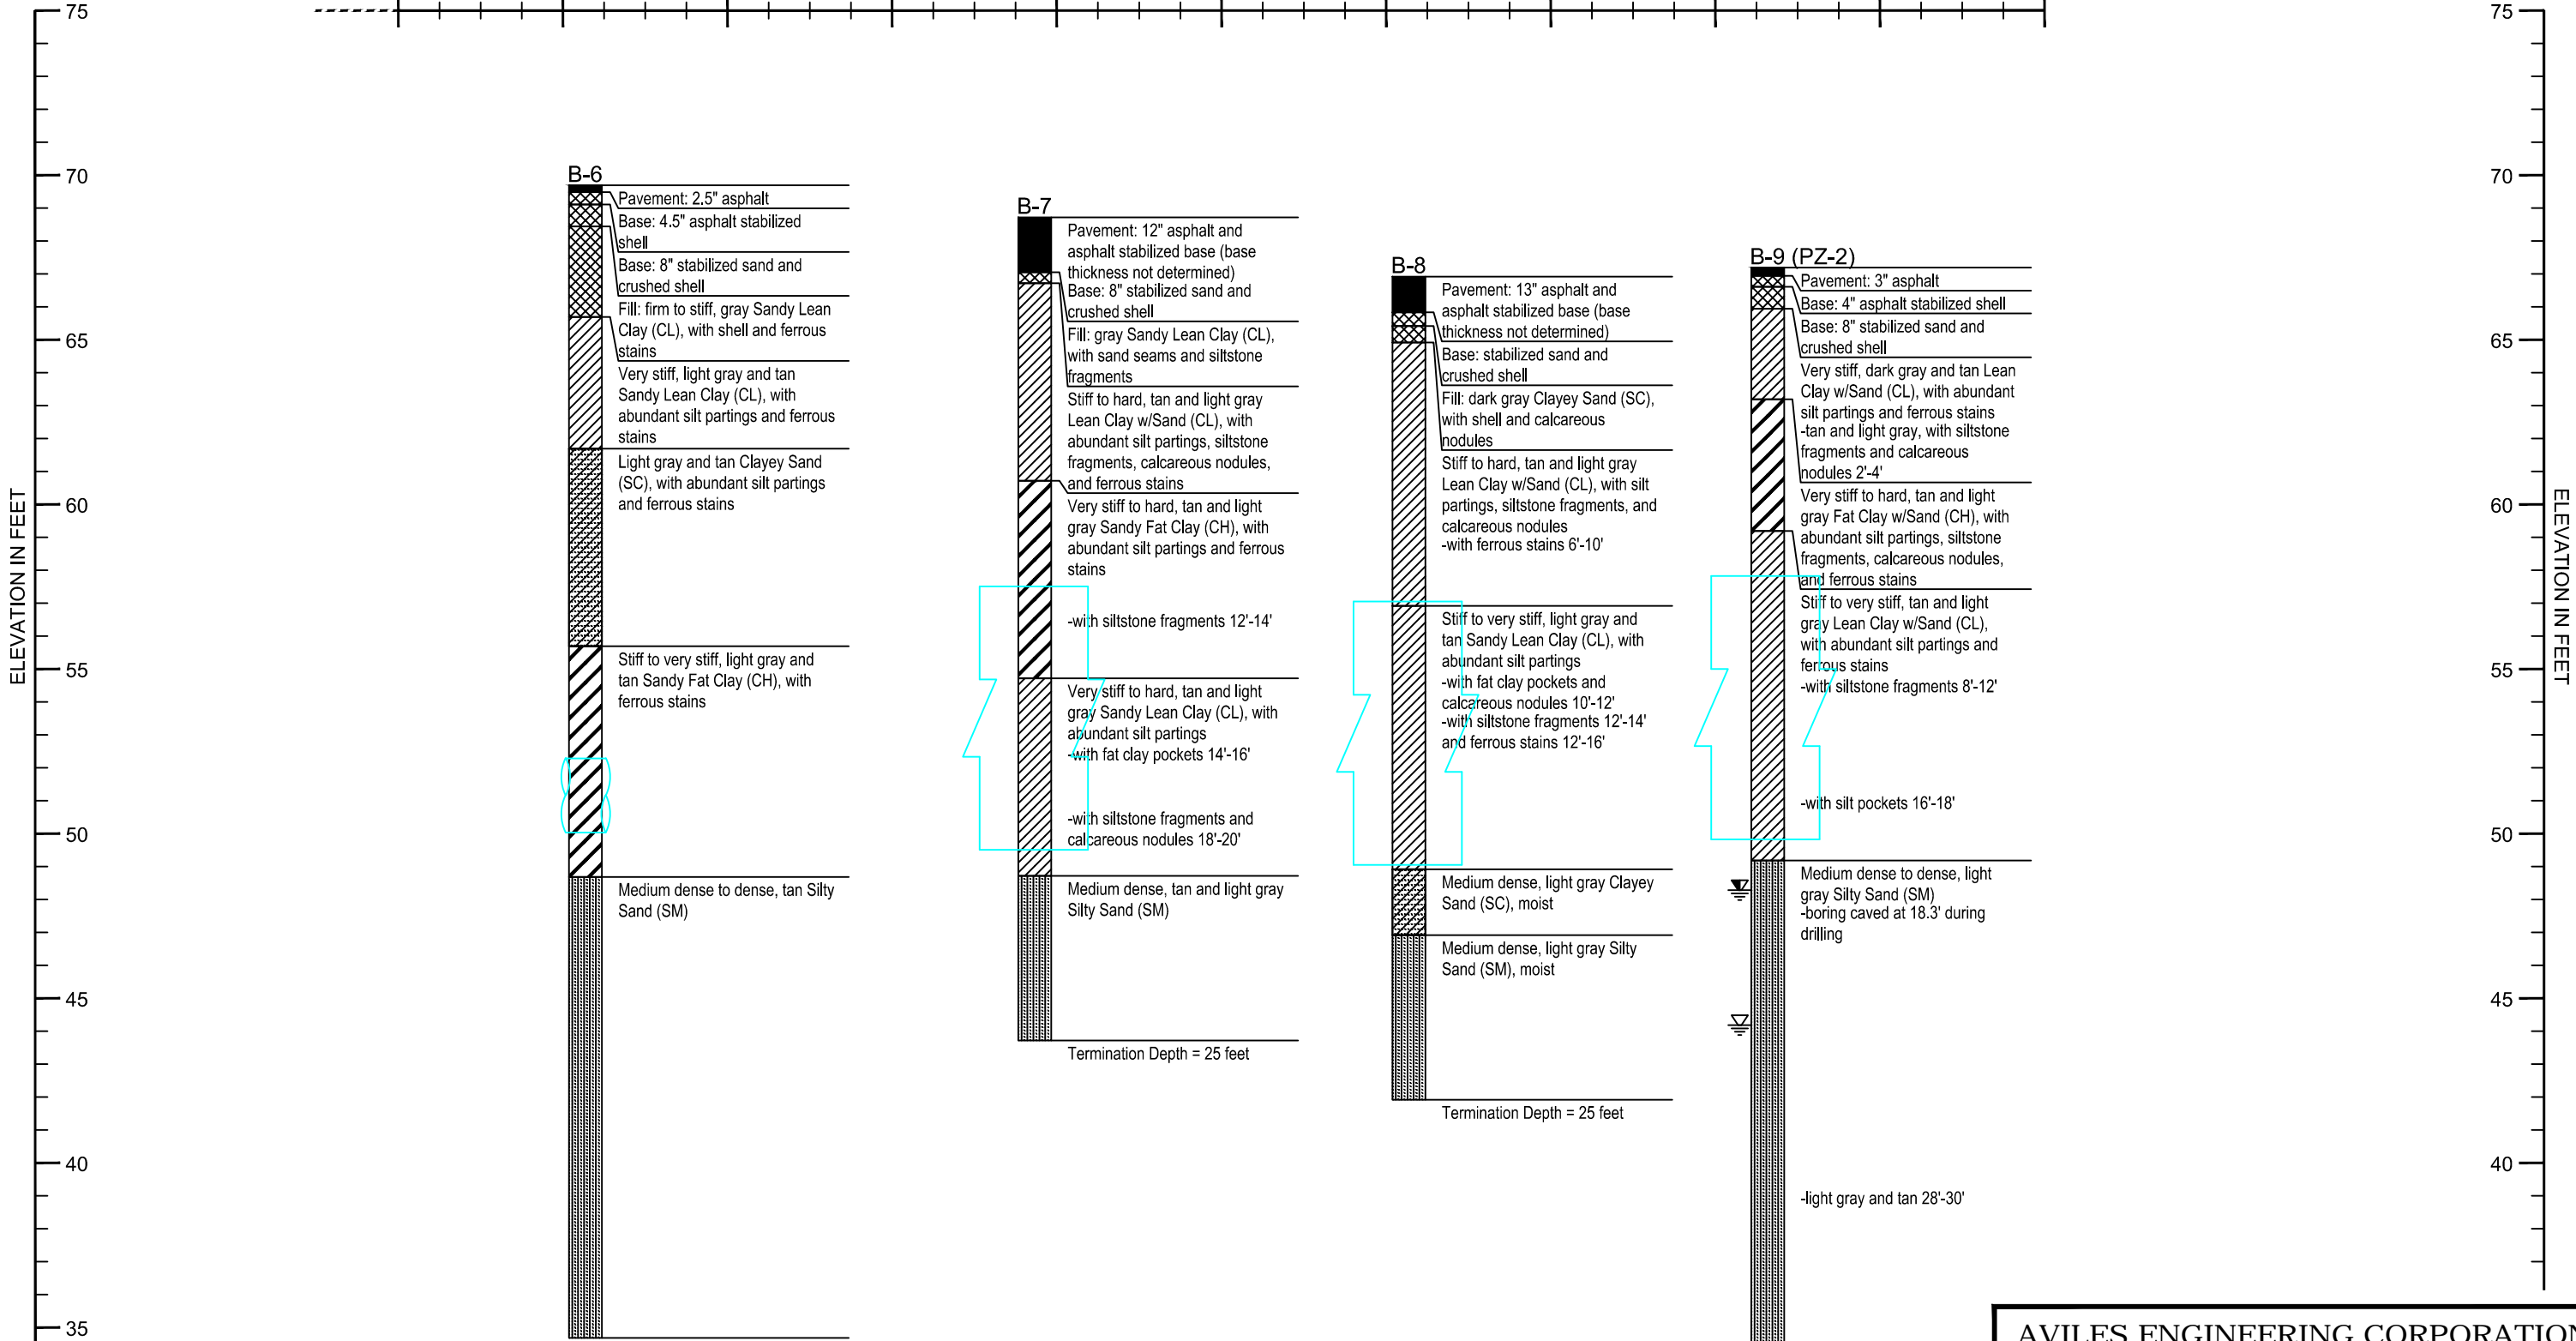 75
70
65
60
55
50
45
40
35
ELEVATION IN FEET
B-6
Pavement: 2.5" asphalt
Base: 4.5" asphalt stabilized
shell
Base: 8" stabilized sand and
crushed shell
Fill: firm to stiff, gray Sandy Lean
Clay (CL), with shell and ferrous
stains
Very stiff, light gray and tan
Sandy Lean Clay (CL), with
abundant silt partings and ferrous
stains
Light gray and tan Clayey Sand
(SC), with abundant silt partings
and ferrous stains
Stiff to very stiff, light gray and
tan Sandy Fat Clay (CH), with
ferrous stains
Medium dense to dense, tan Silty
Sand (SM)
B-7
Pavement: 12" asphalt and
asphalt stabilized base (base
thickness not determined)
Base: 8" stabilized sand and
crushed shell
Fill: gray Sandy Lean Clay (CL),
with sand seams and siltstone
fragments
Stiff to hard, tan and light gray
Lean Clay w/Sand (CL), with
abundant silt partings, siltstone
fragments, calcareous nodules,
and ferrous stains
Very stiff to hard, tan and light
gray Sandy Fat Clay (CH), with
abundant silt partings and ferrous
stains
-with siltstone fragments 12'-14'
Very stiff to hard, tan and light
gray Sandy Lean Clay (CL), with
abundant silt partings
-with fat clay pockets 14'-16'
-with siltstone fragments and
calcareous nodules 18'-20'
Medium dense, tan and light gray
Silty Sand (SM)
Termination Depth = 25 feet
B-8
Pavement: 13" asphalt and
asphalt stabilized base (base
thickness not determined)
Base: stabilized sand and
crushed shell
Fill: dark gray Clayey Sand (SC),
with shell and calcareous
nodules
Stiff to hard, tan and light gray
Lean Clay w/Sand (CL), with silt
partings, siltstone fragments, and
calcareous nodules
-with ferrous stains 6'-10'
Stiff to very stiff, light gray and
tan Sandy Lean Clay (CL), with
abundant silt partings
-with fat clay pockets and
calcareous nodules 10'-12'
-with siltstone fragments 12'-14'
and ferrous stains 12'-16'
Medium dense, light gray Clayey
Sand (SC), moist
Medium dense, light gray Silty
Sand (SM), moist
Termination Depth = 25 feet
B-9 (PZ-2)
Pavement: 3" asphalt
Base: 4" asphalt stabilized shell
Base: 8" stabilized sand and
crushed shell
Very stiff, dark gray and tan Lean
Clay w/Sand (CL), with abundant
silt partings and ferrous stains
-tan and light gray, with siltstone
fragments and calcareous
nodules 2'-4'
Very stiff to hard, tan and light
gray Fat Clay w/Sand (CH), with
abundant silt partings, siltstone
fragments, calcareous nodules,
and ferrous stains
Stiff to very stiff, tan and light
gray Lean Clay w/Sand (CL),
with abundant silt partings and
ferrous stains
-with siltstone fragments 8'-12'
-with silt pockets 16'-18'
Medium dense to dense, light
gray Silty Sand (SM)
-boring caved at 18.3' during
drilling
-light gray and tan 28'-30'
75
70
65
60
55
50
45
40
ELEVATION IN FEET
AVILES ENGINEERING CORPORATION